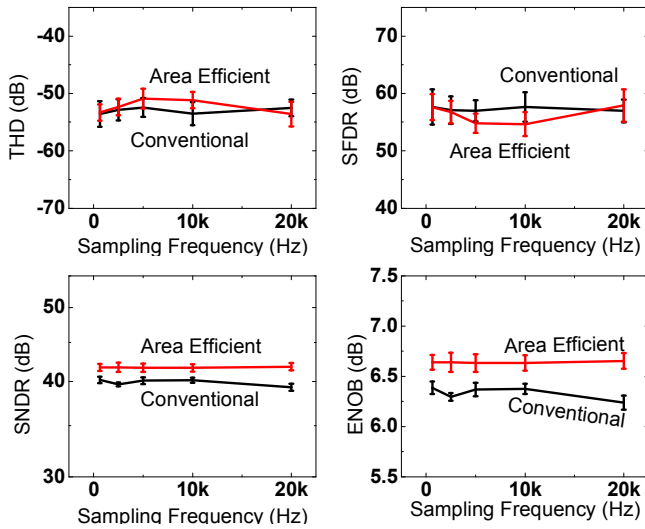 -40
-50
-60
-70
THD (dB)
Area Efficient
Conventional
0
10k
20k
Sampling Frequency (Hz)
80
70
60
50
40
SFDR (dB)
Conventional
Area Efficient
0
10k
20k
Sampling Frequency (Hz)
50
40
30
SNDR (dB)
Area Efficient
Conventional
0
10k
20k
Sampling Frequency (Hz)
7.5
7.0
6.5
6.0
5.5
ENOB (dB)
Area Efficient
Conventional
0
10k
20k
Sampling Frequency (Hz)